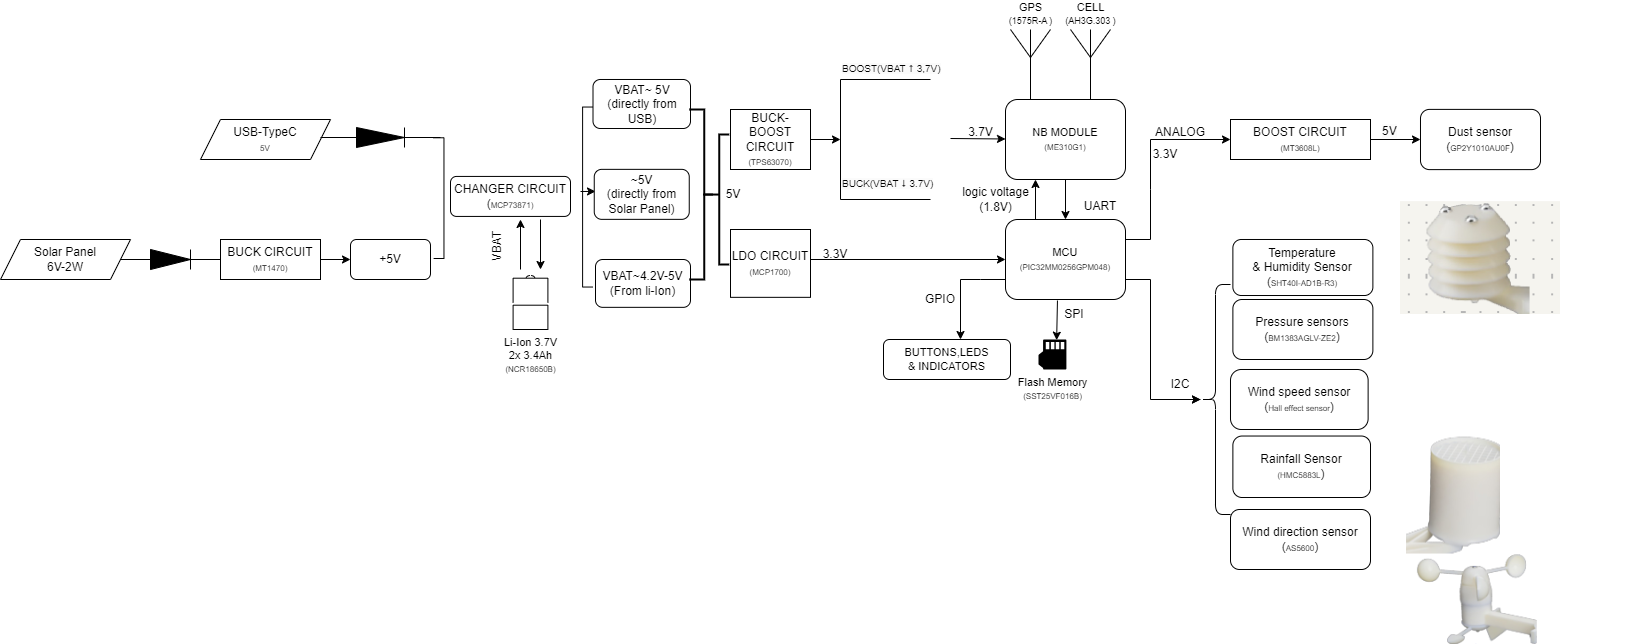 GPS
(1575R-A )
CELL
(AH3G.303 )
USB-TypeC
5V
Solar Panel
6V-2W
BUCK CIRCUIT
(MT1470)
+5V
CHANGER CIRCUIT
(MCP73871)
VBAT
Li-Ion 3.7V
2x 3.4Ah
(NCR18650B)
VBAT~ 5V
(directly from
USB)
~5V
(directly from
Solar Panel)
VBAT~4.2V-5V
(From li-Ion)
5V
BUCK-
BOOST
CIRCUIT
(TPS63070)
LDO CIRCUIT
(MCP1700)
BOOST(VBAT ↑ 3,7V)
BUCK(VBAT ↓ 3.7V)
3.7V
3.3V
NB MODULE
(ME310G1)
logic voltage
(1.8V)
UART
MCU
(PIC32MM0256GPM048)
GPIO
BUTTONS,LEDS
& INDICATORS
SPI
Flash Memory
(SST25VF016B)
ANALOG
3.3V
BOOST CIRCUIT
(MT3608L)
5V
Dust sensor
(GP2Y1010AU0F)
I2C
Temperature
& Humidity Sensor
(SHT40I-AD1B-R3)
Pressure sensors
(BM1383AGLV-ZE2)
Wind speed sensor
(Hall effect sensor)
Rainfall Sensor
(HMC5883L)
Wind direction sensor
(AS5600)